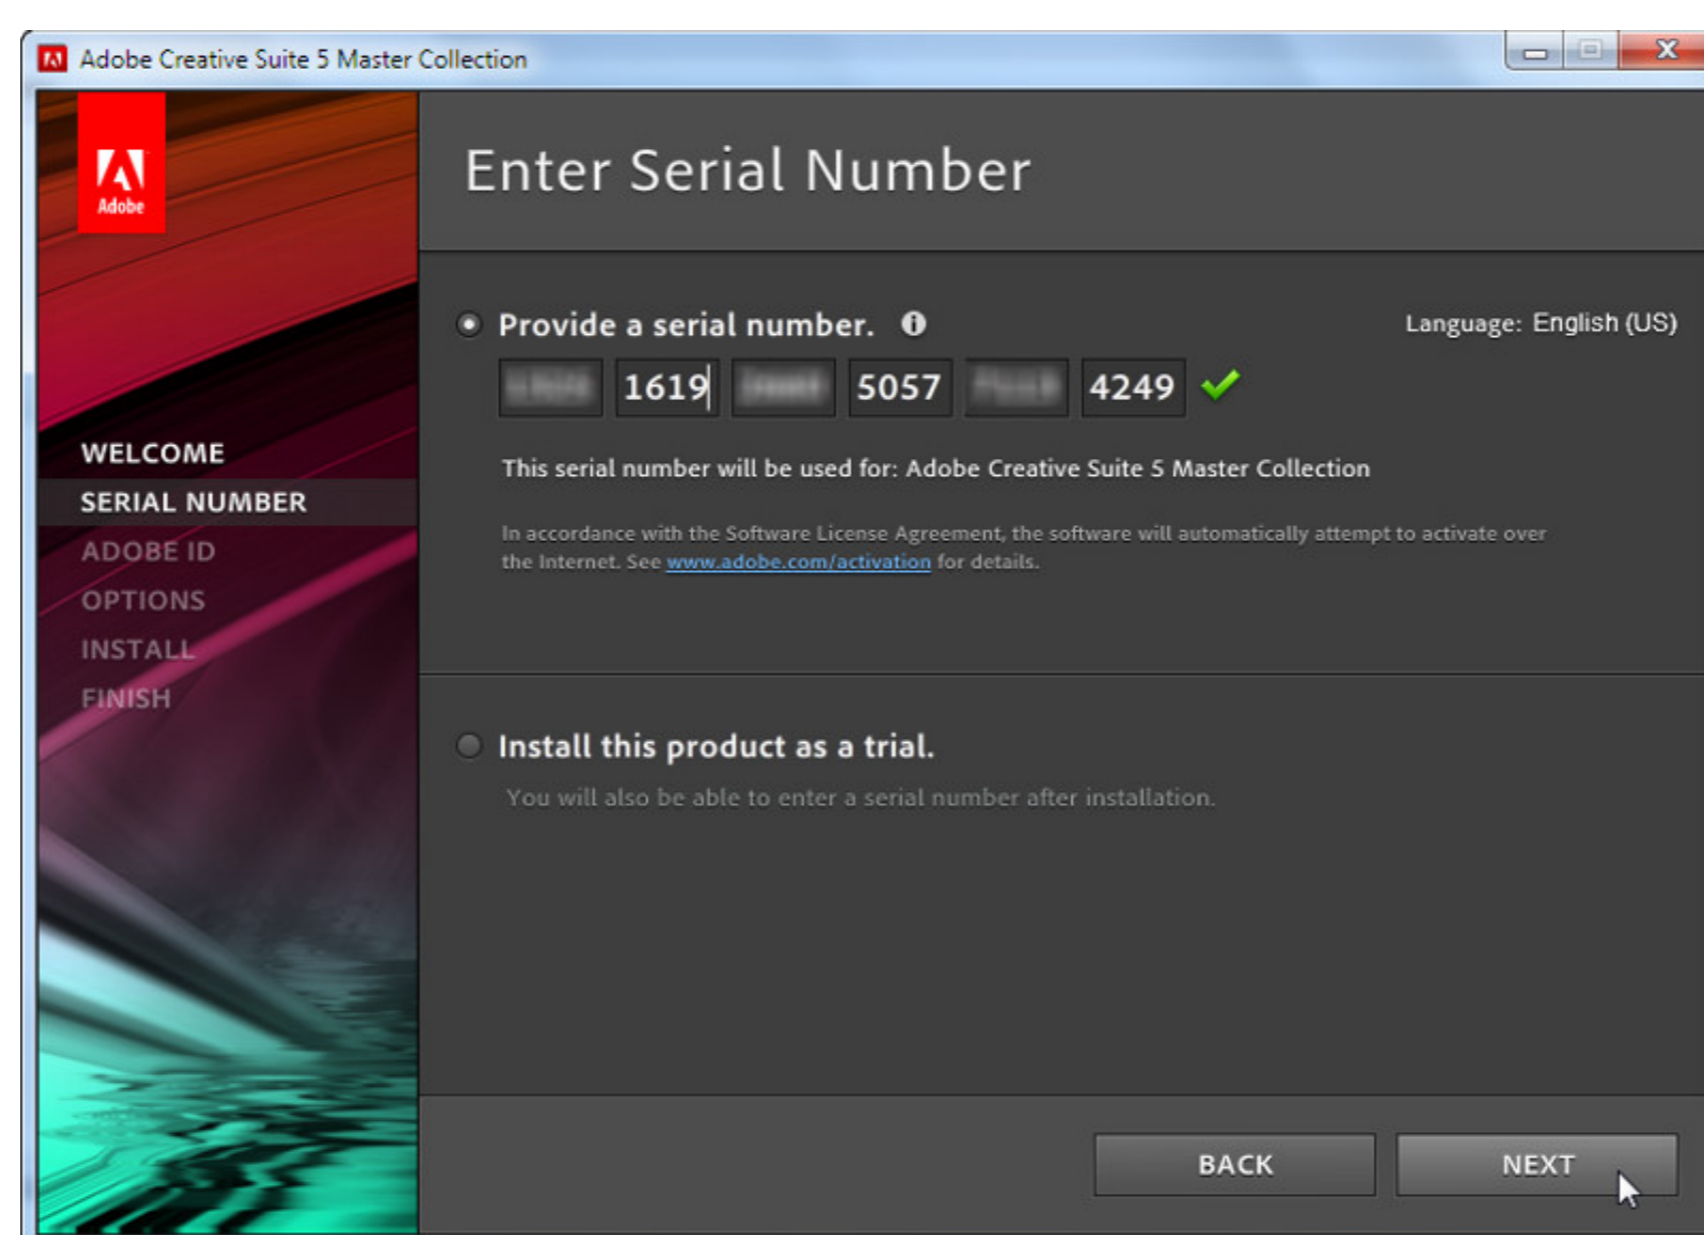 Adobe Creative Suite 5 Master Collection
Adobe
Enter Serial Number
Provide a serial number.
Language: English (US)
1619 5057 4249
This serial number will be used for: Adobe Creative Suite 5 Master Collection
In accordance with the Software License Agreement, the software will automatically attempt to activate over
the Internet. See www.adobe.com/activation for details.
WELCOME
SERIAL NUMBER
ADOBE ID
OPTIONS
INSTALL
FINISH
Install this product as a trial.
You will also be able to enter a serial number after installation.
BACK
NEXT